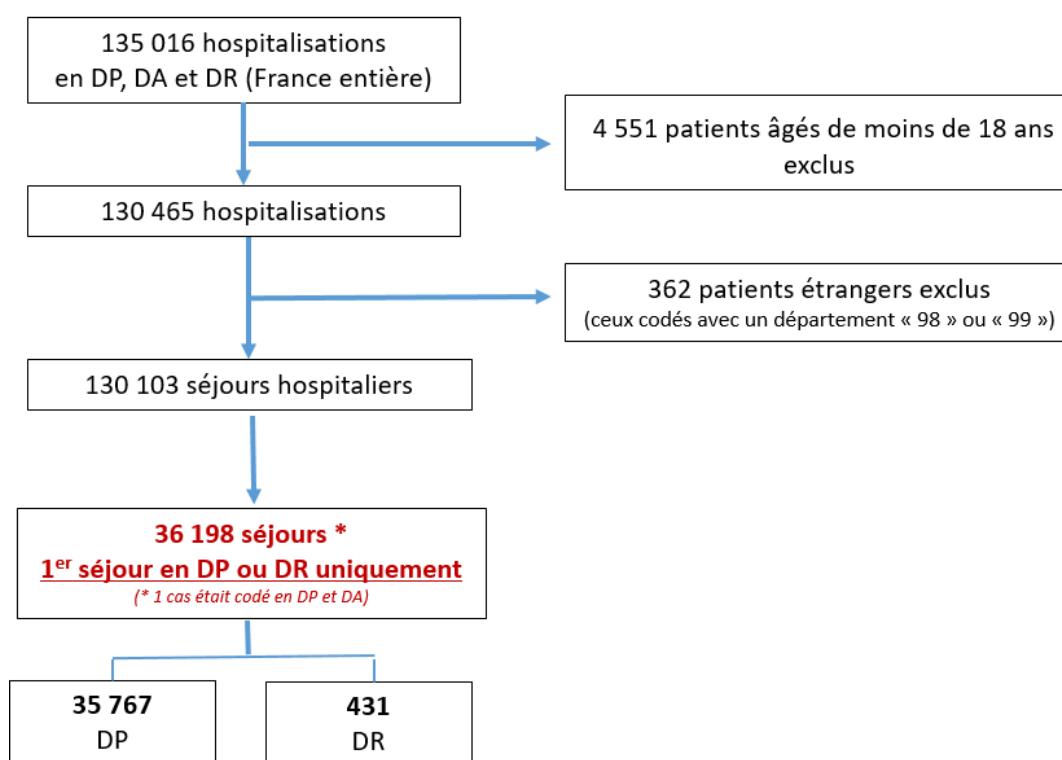 135 016 hospitalisations
en DP, DA et DR (France entière)
4 551 patients âgés de moins de 18 ans
exclus
130 465 hospitalisations
362 patients étrangers exclus
(ceux codés avec un département « 98 » ou « 99 »)
130 103 séjours hospitaliers
36 198 séjours *
1er séjour en DP ou DR uniquement
(* 1 cas était codé en DP et DA)
35 767
DP
431
DR